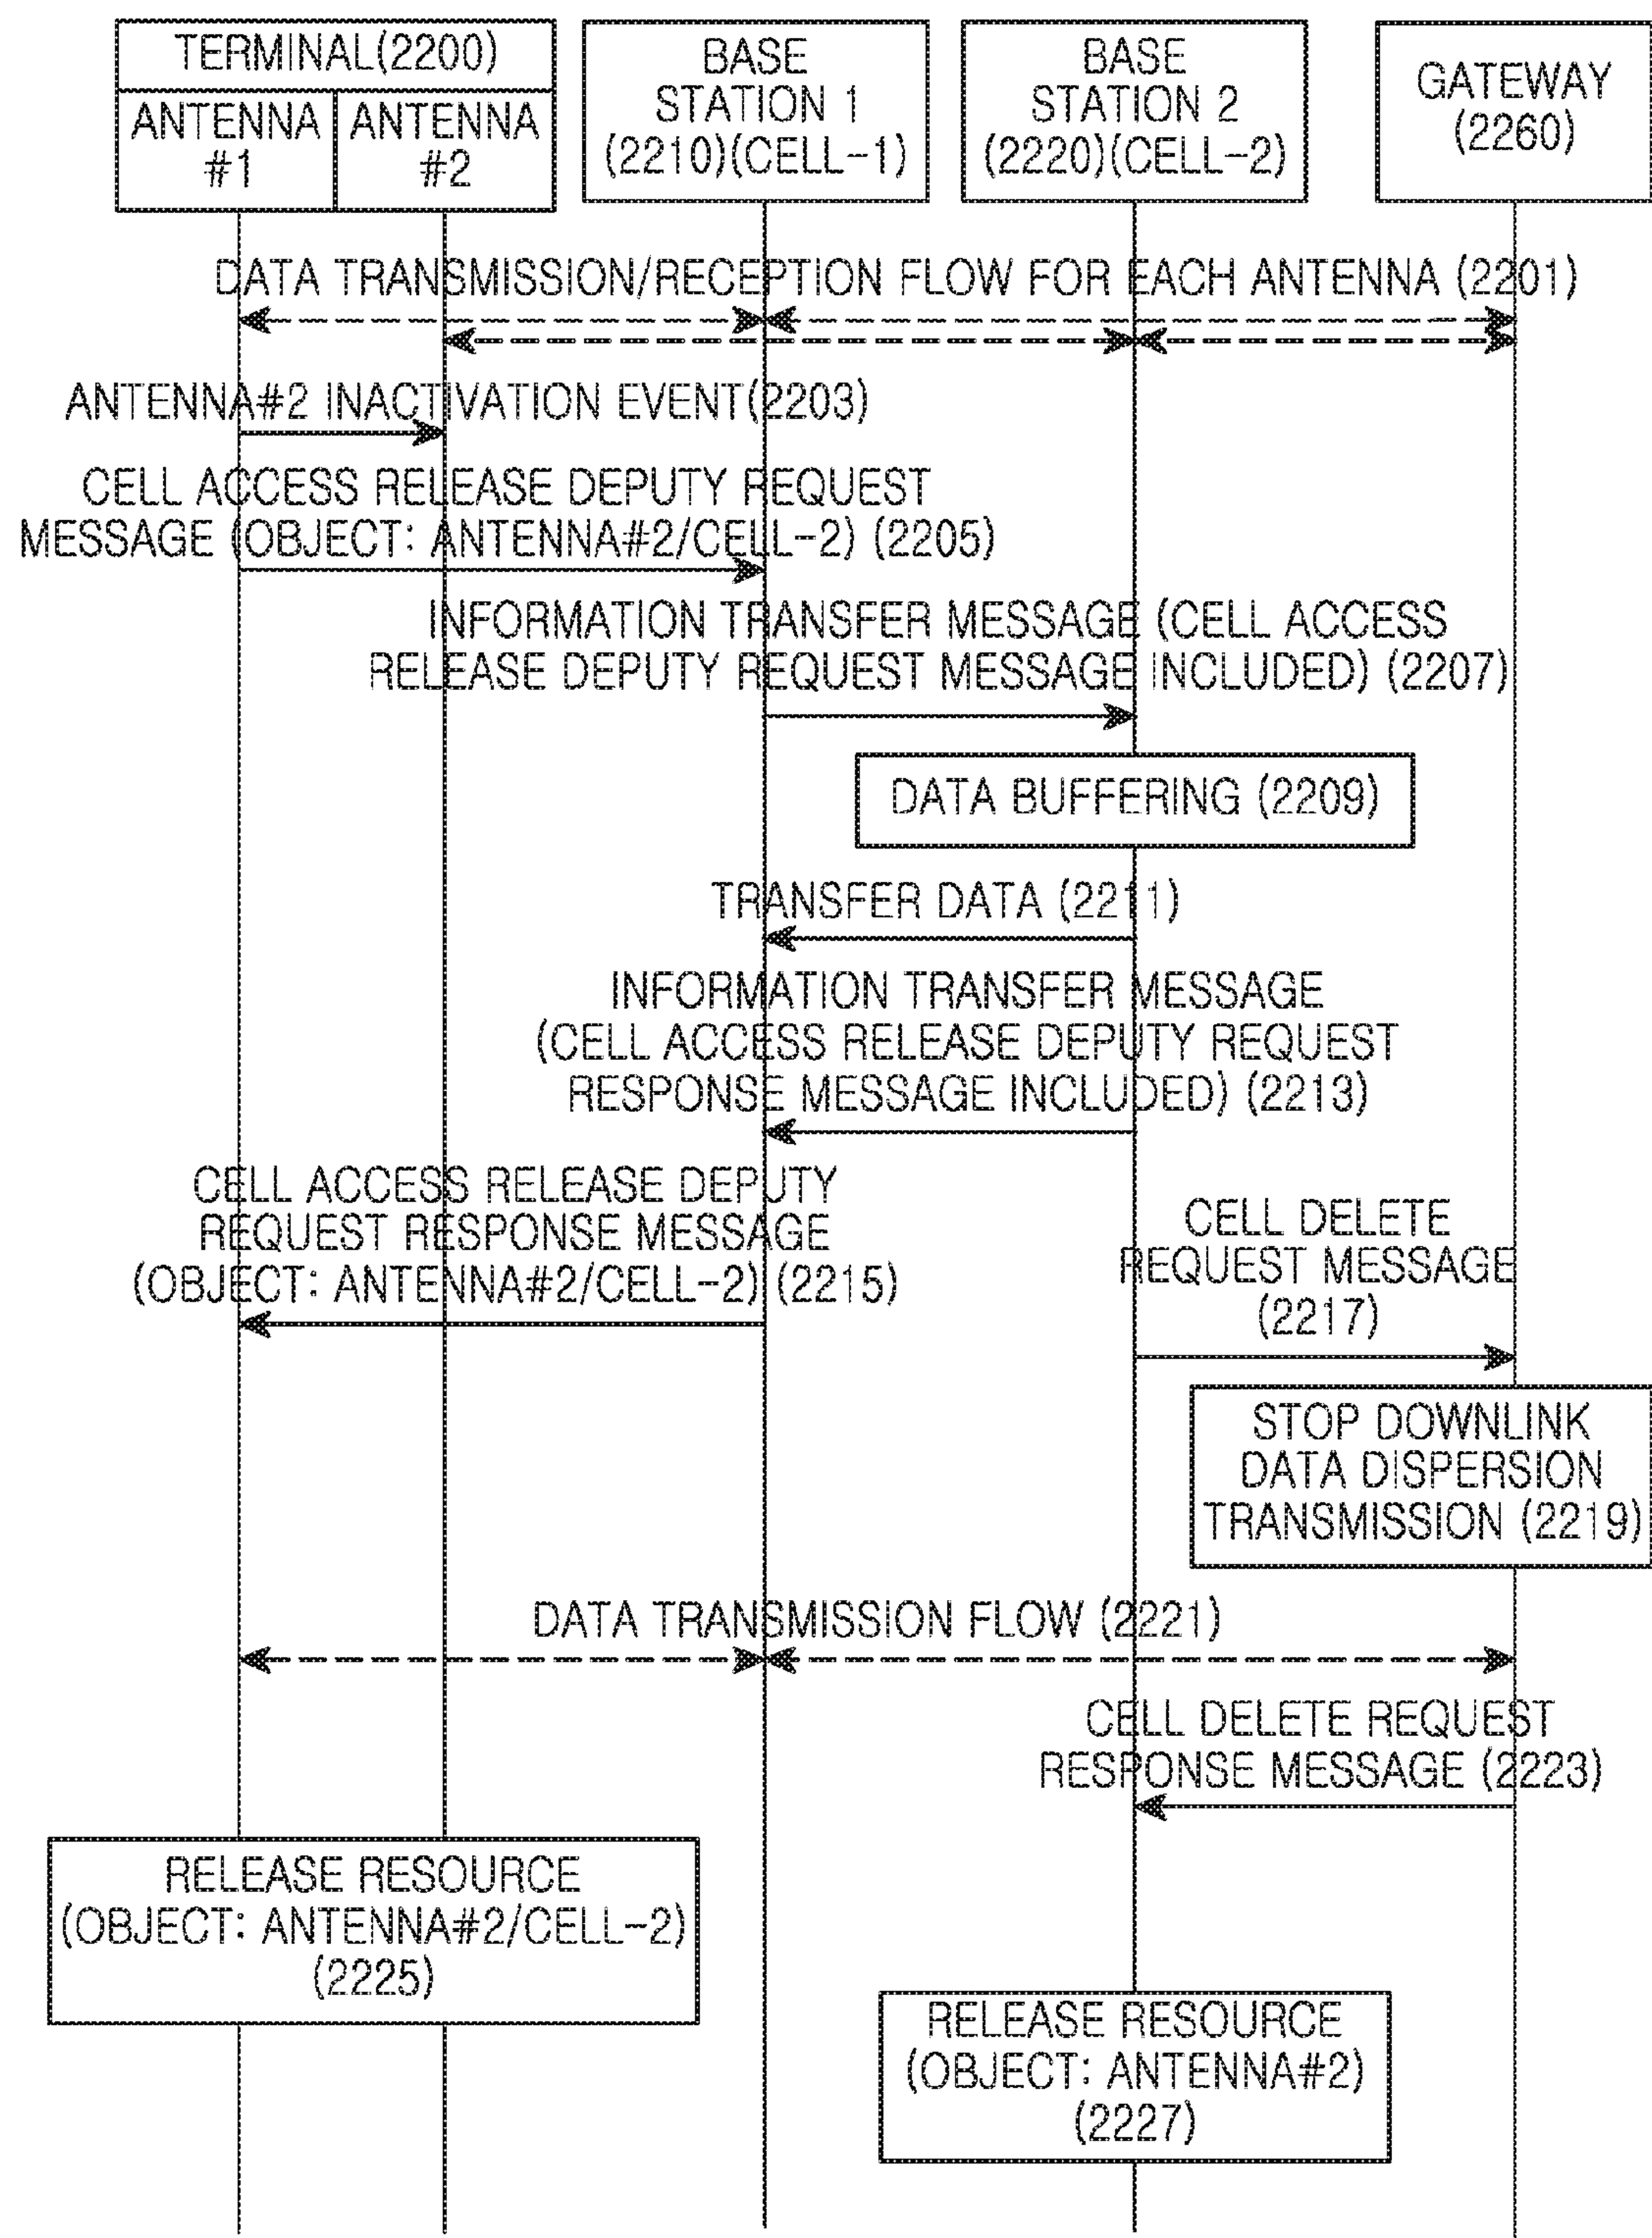 TERMINAL(2200)
ANTENNA
#1
ANTENNA
#2
BASE
STATION 1
(2210)(CELL-1)
BASE
STATION 2
(2220)(CELL-2)
GATEWAY
(2260)
DATA TRANSMISSION/RECEPTION FLOW FOR EACH ANTENNA (2201)
ANTENNA#2 INACTIVATION EVENT(2203)
CELL ACCESS RELEASE DEPUTY REQUEST
MESSAGE (OBJECT: ANTENNA#2/CELL-2) (2205)
INFORMATION TRANSFER MESSAGE (CELL ACCESS
RELEASE DEPUTY REQUEST MESSAGE INCLUDED) (2207)
DATA BUFFERING (2209)
TRANSFER DATA (2211)
INFORMATION TRANSFER MESSAGE
(CELL ACCESS RELEASE DEPUTY REQUEST
RESPONSE MESSAGE INCLUDED) (2213)
CELL ACCESS RELEASE DEPUTY
REQUEST RESPONSE MESSAGE
(OBJECT: ANTENNA#2/CELL-2) (2215)
CELL DELETE
REQUEST MESSAGE
(2217)
STOP DOWNLINK
DATA DISPERSION
TRANSMISSION (2219)
DATA TRANSMISSION FLOW (2221)
CELL DELETE REQUEST
RESPONSE MESSAGE (2223)
RELEASE RESOURCE
(OBJECT: ANTENNA#2/CELL-2)
(2225)
RELEASE RESOURCE
(OBJECT: ANTENNA#2)
(2227)